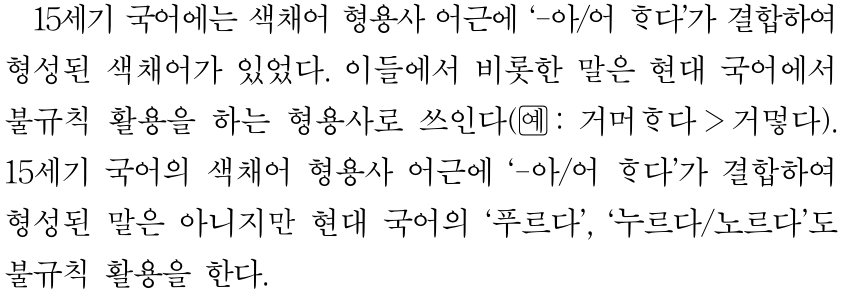 15세기 국어에는 색채어 형용사 어근에 ‘-아/어 ᄒᆞ다’가 결합하여
형성된 색채어가 있었다. 이들에서 비롯한 말은 현대 국어에서
불규칙 활용을 하는 형용사로 쓰인다(예: 거머ᄒᆞ다 > 거멓다).
15세기 국어의 색채어 형용사 어근에 ‘-아/어 ᄒᆞ다’가 결합하여
형성된 말은 아니지만 현대 국어의 ‘푸르다’, ‘누르다/노르다’도
불규칙 활용을 한다.